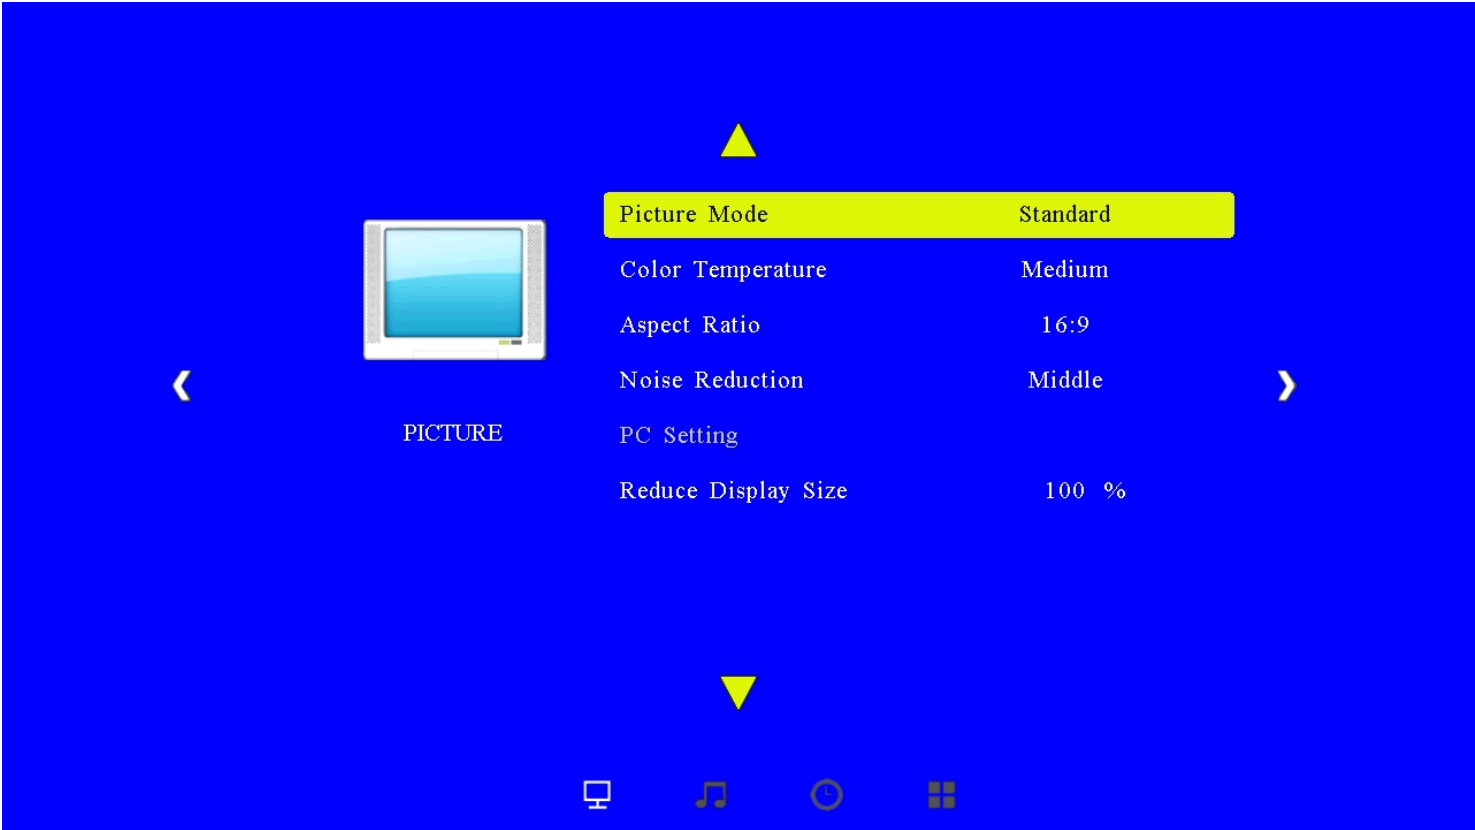 Picture Mode Standard
Color Temperature Medium
Aspect Ratio 16:9
Noise Reduction Middle
PICTURE
PC Setting
Reduce Display Size 100 %